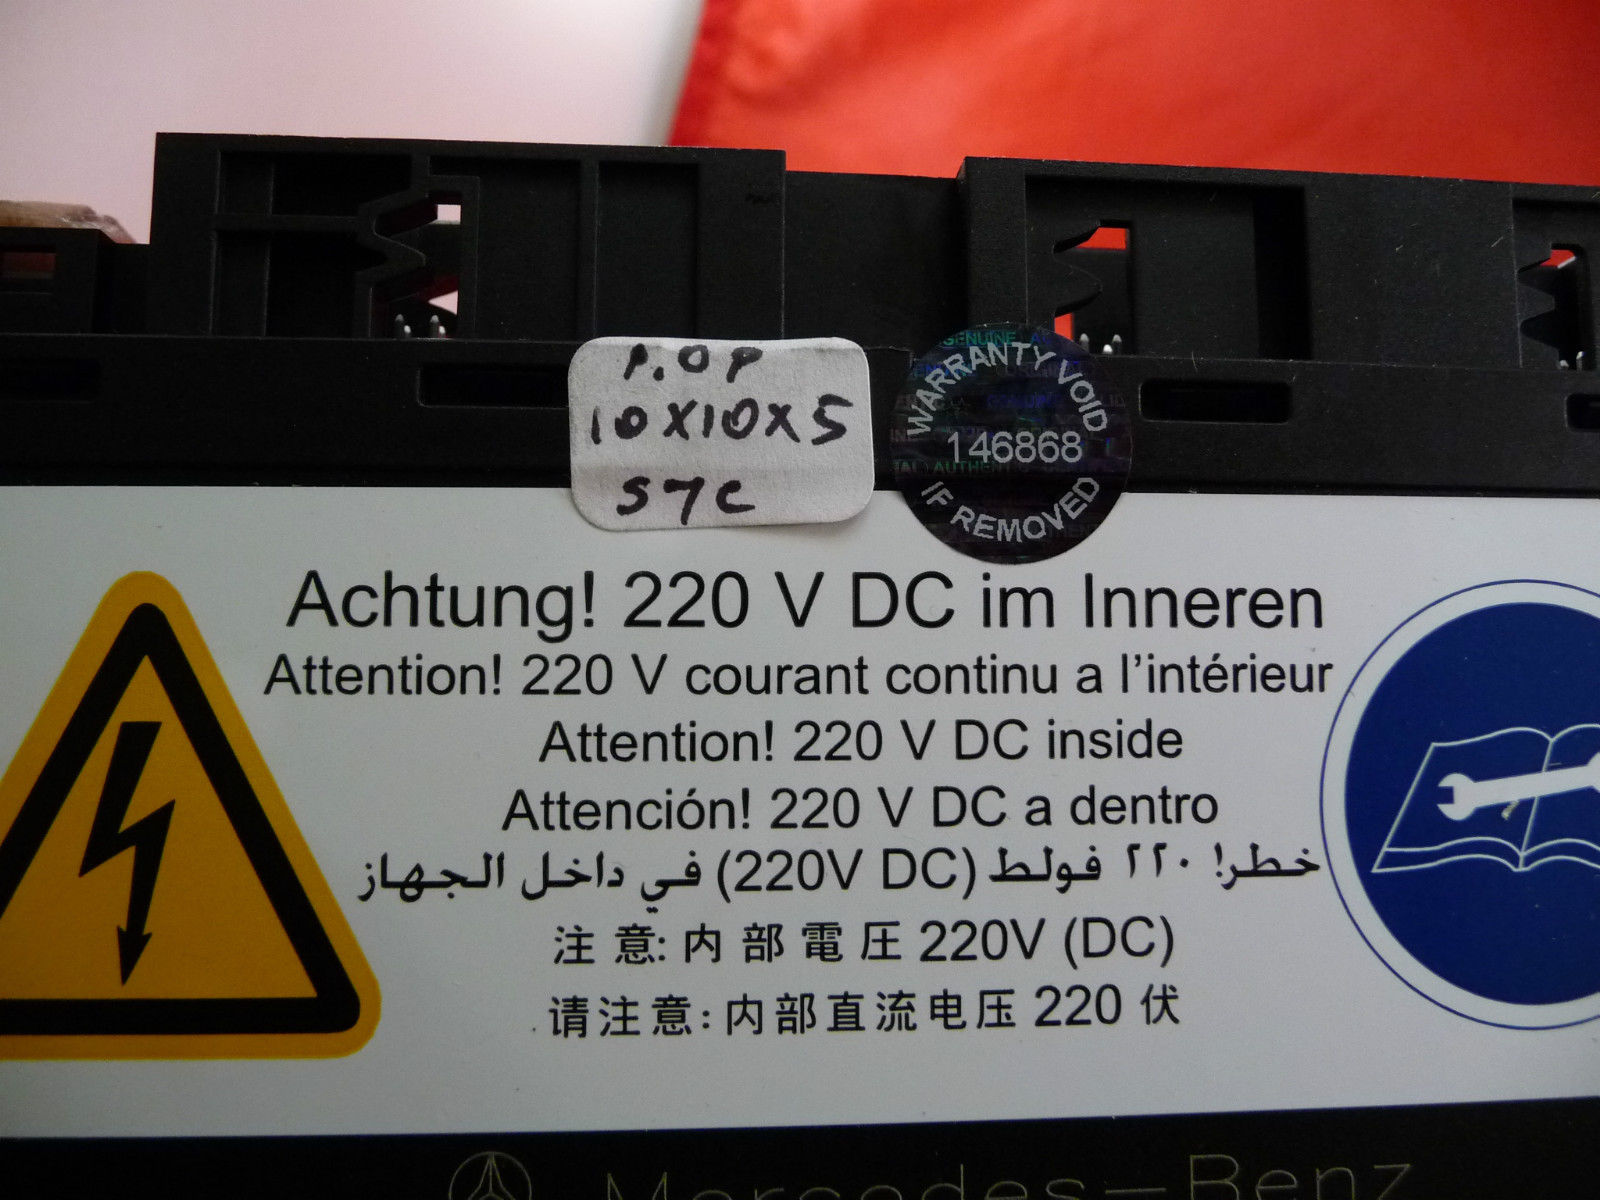 P.OP
10X10X5
S7C
WARRANTY VOID
146868
IF REMOVED
Achtung! 220 V DC im Inneren
Attention! 220 V courant continu a l'intérieur
Attention! 220 V DC inside
Attención! 220 V DC a dentro
خطر! ٢٢٠ فولط (220V DC) في داخل الجهاز
注意: 内部電圧 220V (DC)
请注意: 内部直流电压 220 伏
Mercedes-Benz